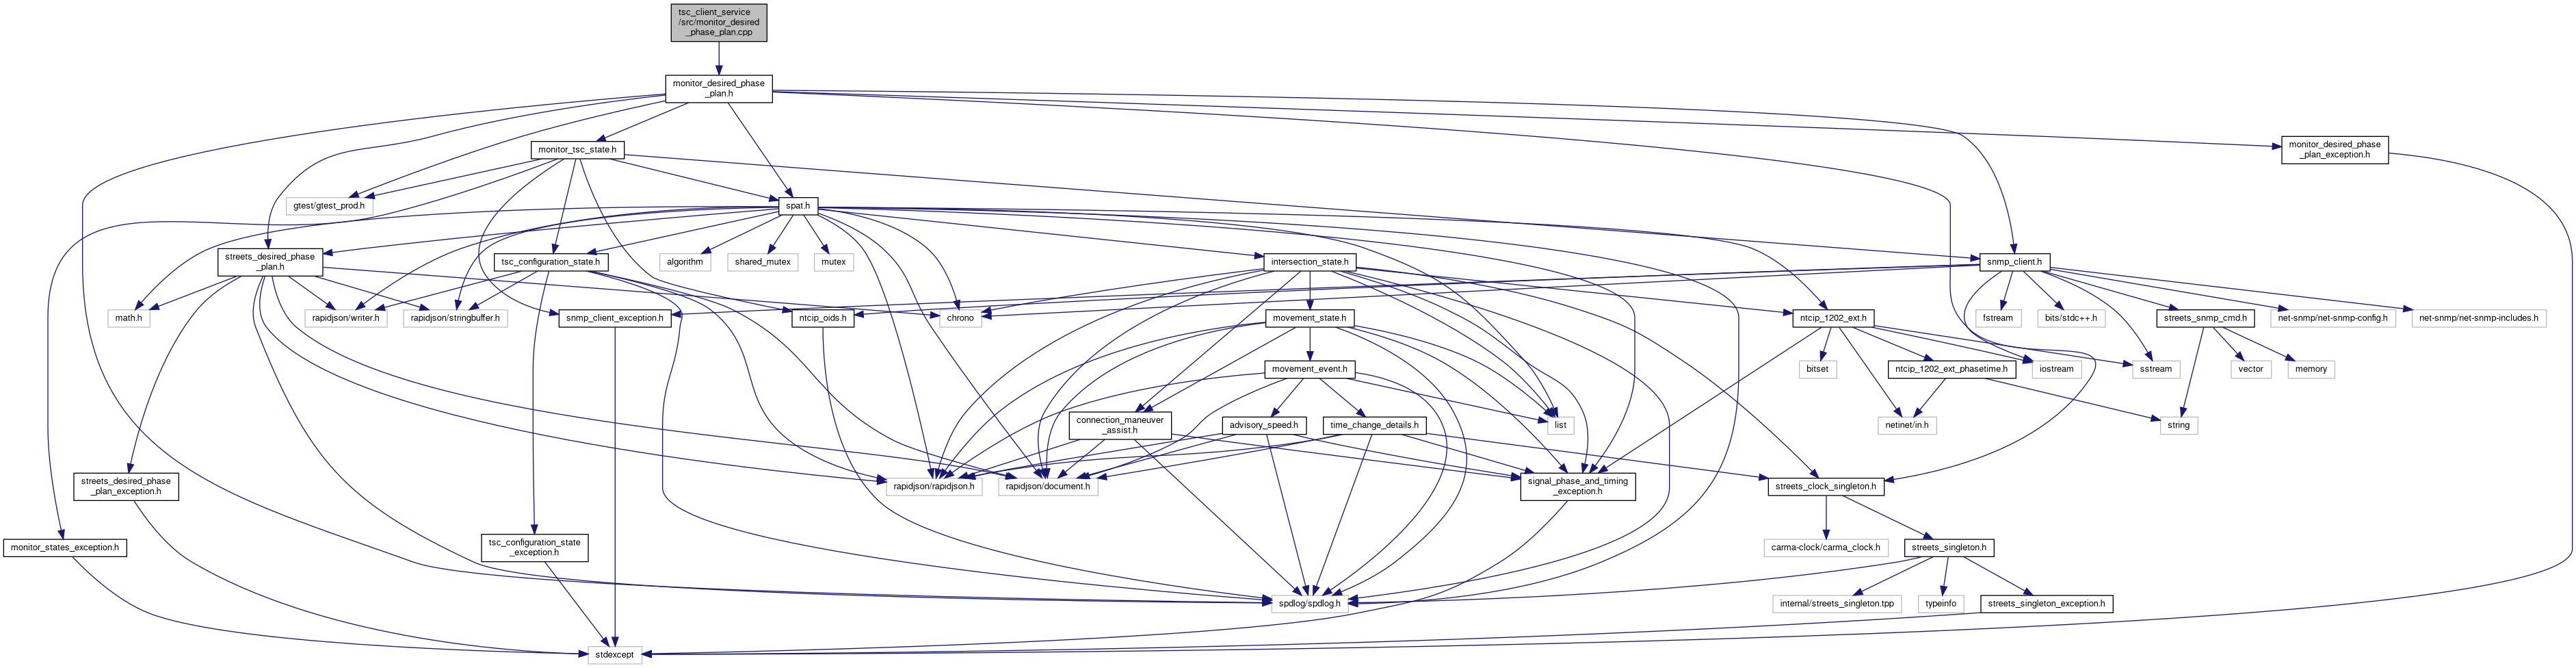 tsc_client_service
/src/monitor_desired
_phase_plan.cpp
monitor_desired_phase
_plan.h
monitor_tsc_state.h
monitor_desired_phase
_plan_exception.h
gtest/gtest_prod.h
spat.h
streets_desired_phase
_plan.h
tsc_configuration_state.h
algorithm
shared_mutex
mutex
intersection_state.h
snmp_client.h
math.h
rapidjson/writer.h
rapidjson/stringbuffer.h
snmp_client_exception.h
ntcip_oids.h
chrono
movement_state.h
ntcip_1202_ext.h
fstream
bits/stdc++.h
streets_snmp_cmd.h
net-snmp/net-snmp-config.h
net-snmp/net-snmp-includes.h
movement_event.h
bitset
ntcip_1202_ext_phasetime.h
iostream
sstream
vector
memory
connection_maneuver
_assist.h
advisory_speed.h
time_change_details.h
list
netinet/in.h
string
streets_desired_phase
_plan_exception.h
rapidjson/rapidjson.h
rapidjson/document.h
signal_phase_and_timing
_exception.h
streets_clock_singleton.h
monitor_states_exception.h
tsc_configuration_state
_exception.h
carma-clock/carma_clock.h
streets_singleton.h
spdlog/spdlog.h
internal/streets_singleton.tpp
typeinfo
streets_singleton_exception.h
stdexcept